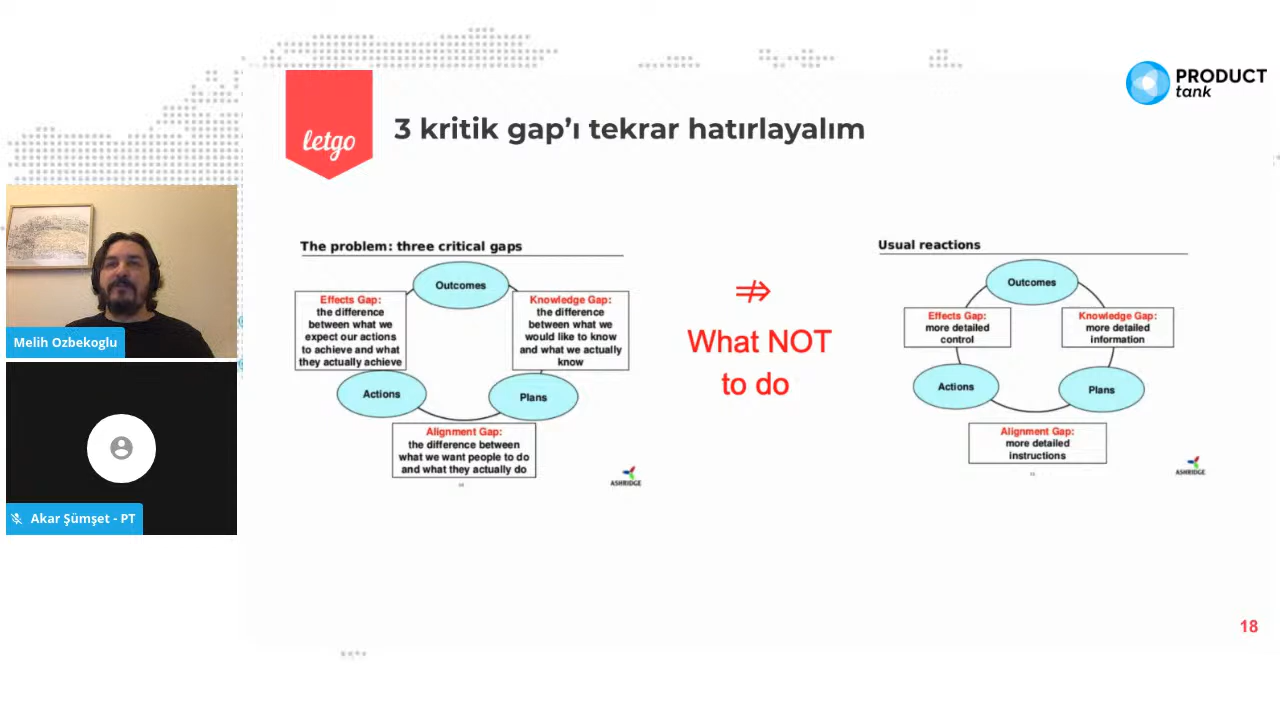 PRODUCT
tank
letgo
3 kritik gap’ı tekrar hatırlayalım
Melih Ozbekoglu
Akar Şümşet - PT
The problem: three critical gaps
Outcomes
Effects Gap:
the difference
between what we
expect our actions
to achieve and what
they actually achieve
Knowledge Gap:
the difference
between what we
would like to know
and what we actually
know
Actions
Plans
Alignment Gap:
the difference between
what we want people to do
and what they actually do
ASHRIDGE
⇏
What NOT
to do
Usual reactions
Outcomes
Effects Gap:
more detailed
control
Knowledge Gap:
more detailed
information
Actions
Plans
Alignment Gap:
more detailed
instructions
ASHRIDGE
18